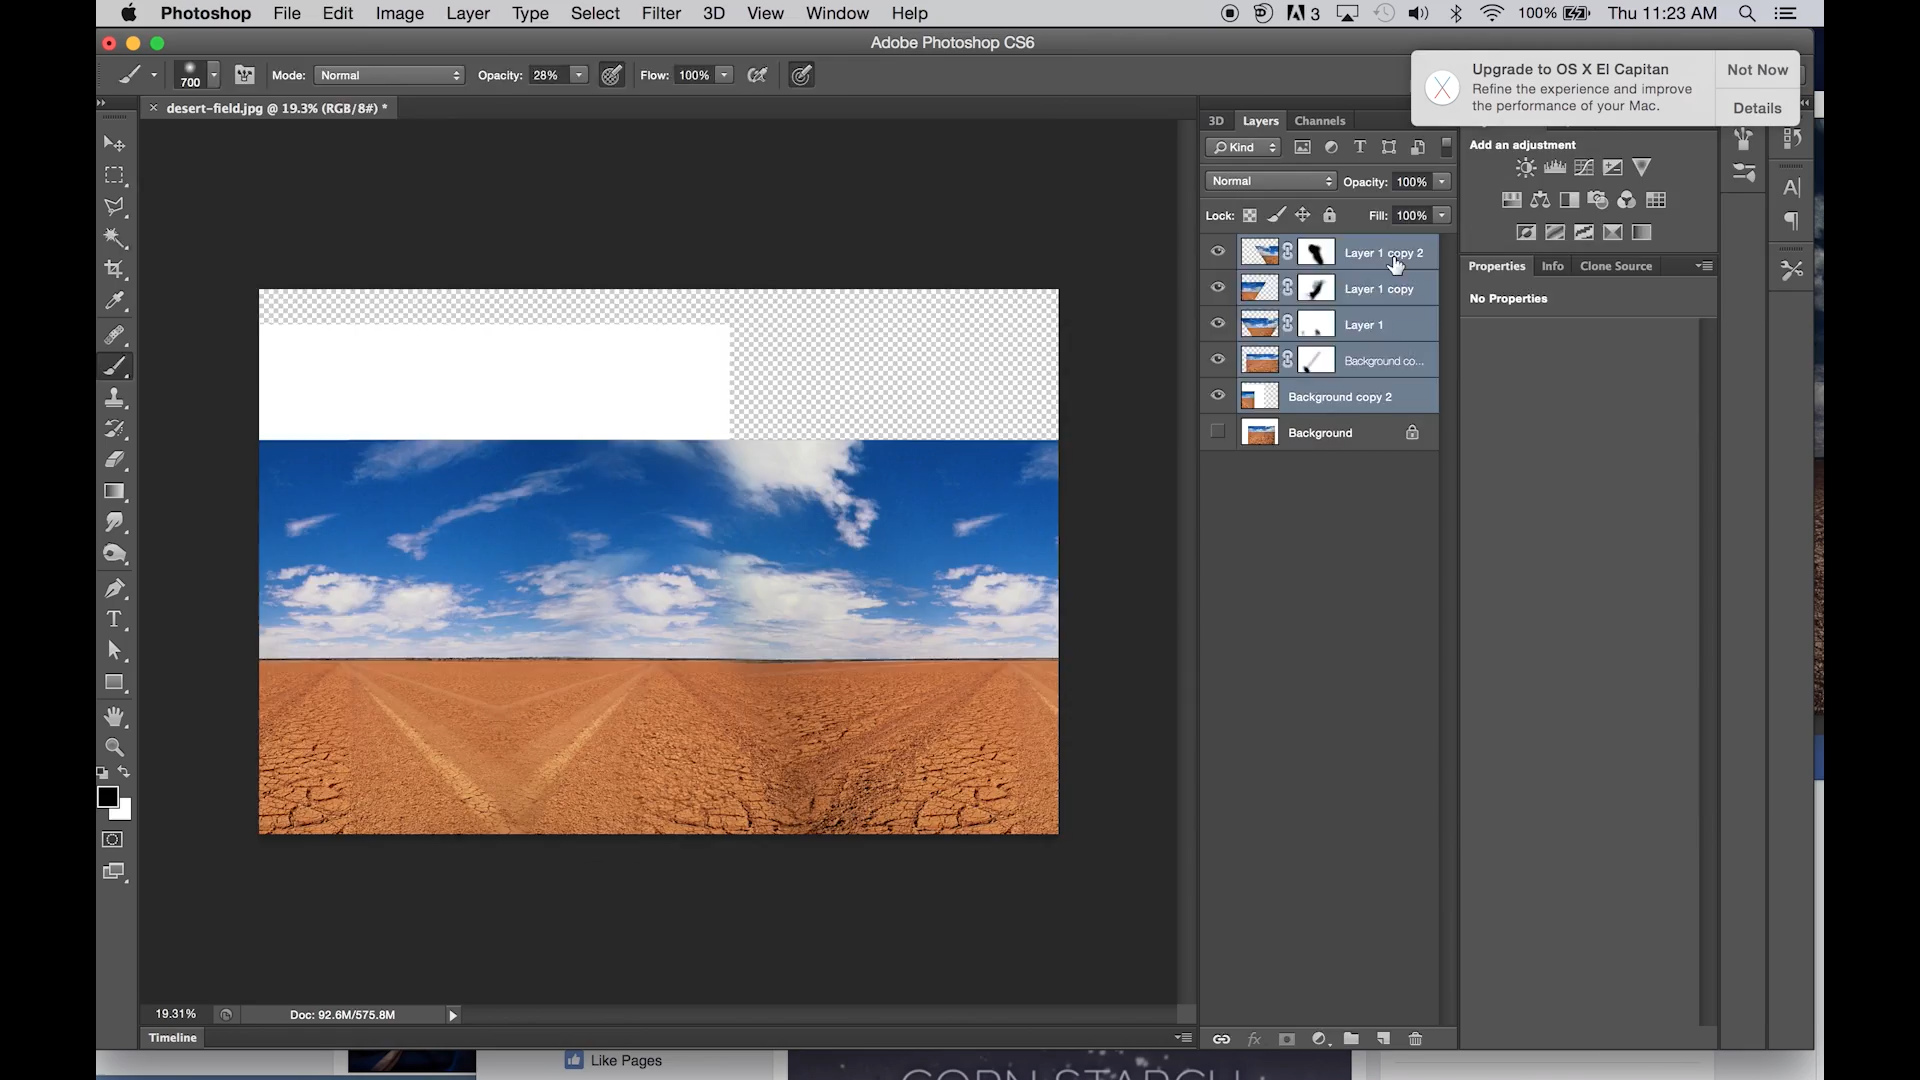 Photoshop File Edit Image Layer Type Select Filter 3D View Window Help
3 100% Thu 11:23 AM
Adobe Photoshop CS6
700 Mode: Normal Opacity: 28% Flow: 100%
Upgrade to OS X El Capitan
Refine the experience and improve
the performance of your Mac.
Not Now
Details
× desert-field.jpg @ 19.3% (RGB/8#) *
3D Layers Channels
Kind
Normal Opacity: 100%
Lock: Fill: 100%
Layer 1 copy 2
Layer 1 copy
Layer 1
Background co...
Background copy 2
Background
Add an adjustment
Properties Info Clone Source
No Properties
19.31% Doc: 92.6M/575.8M
Timeline
Like Pages
CORN STARCH